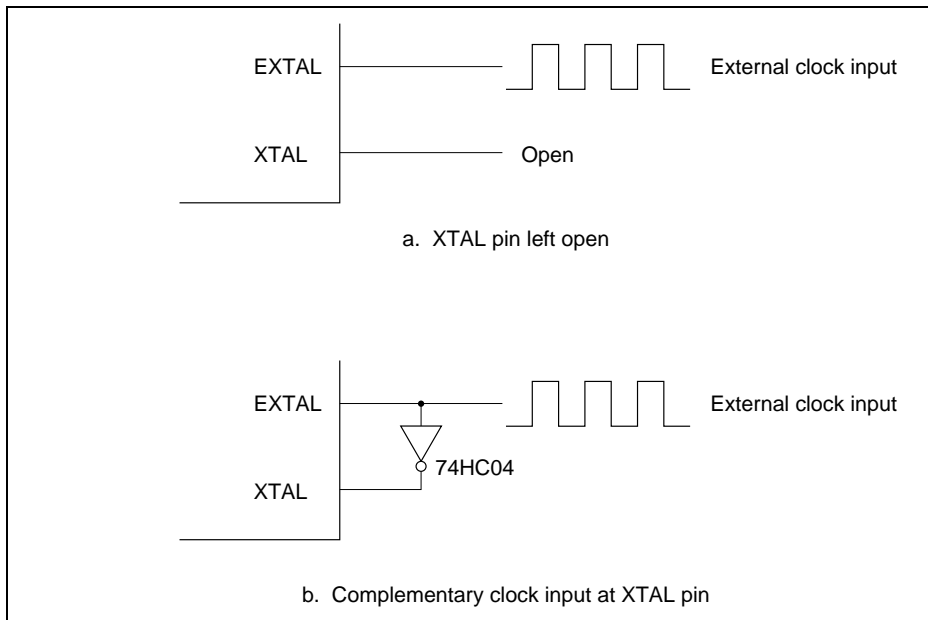 EXTAL
External clock input
XTAL
Open
a. XTAL pin left open
EXTAL
External clock input
74HC04
XTAL
b. Complementary clock input at XTAL pin